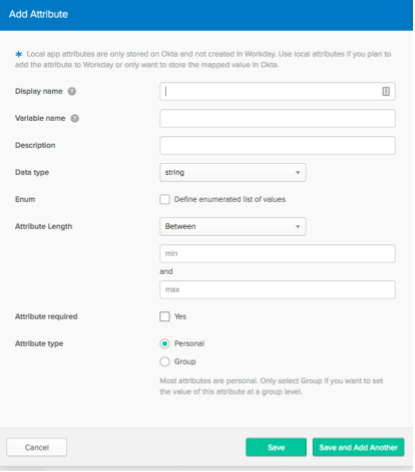 Add Attribute
* Local app attributes are only stored on Okta and not created in Workday. Use local attributes if you plan to
add the attribute to Workday or only want to store the mapped value in Okta.
Display name ?
Variable name ?
Description
Data type string
Enum Define enumerated list of values
Attribute Length Between
min
and
max
Attribute required Yes
Attribute type Personal
Group
Most attributes are personal. Only select Group if you want to set
the value of this attribute at a group level.
Cancel Save Save and Add Another